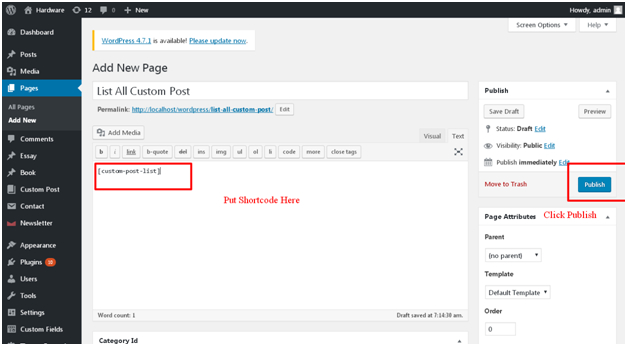 Hardware 12 0 New Howdy, admin
Screen Options Help
Dashboard
Posts
Media
Pages
All Pages
Add New
Comments
Essay
Book
Custom Post
Contact
Newsletter
Appearance
Plugins 10
Users
Tools
Settings
Custom Fields
WordPress 4.7.1 is available! Please update now.
Add New Page
List All Custom Post
Permalink: http://localhost/wordpress/list-all-custom-post/ Edit
Add Media
Visual Text
b i link b-quote del ins img ul ol li code more close tags
[custom-post-list]
Put Shortcode Here
Word count: 1 Draft saved at 7:14:30 am.
Category Id
Publish
Save Draft Preview
Status: Draft Edit
Visibility: Public Edit
Publish immediately Edit
Move to Trash Publish
Click Publish
Page Attributes
Parent
(no parent)
Template
Default Template
Order
0